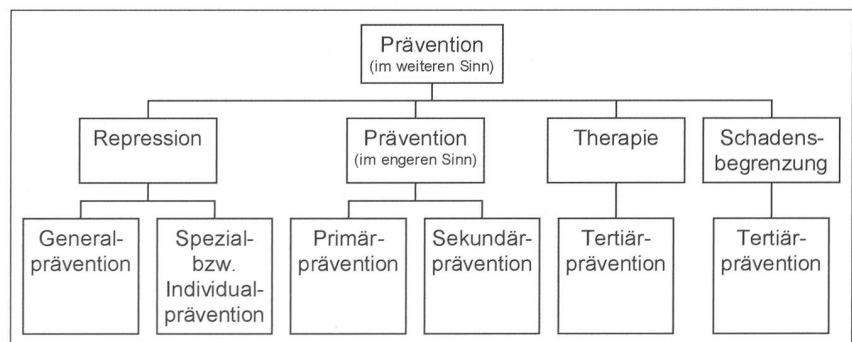 Prävention
(im weiteren Sinn)
Repression
Prävention
(im engeren Sinn)
Therapie
Schadens-
begrenzung
General-
prävention
Spezial-
bzw.
Individual-
prävention
Primär-
prävention
Sekundär-
prävention
Tertiär-
prävention
Tertiär-
prävention